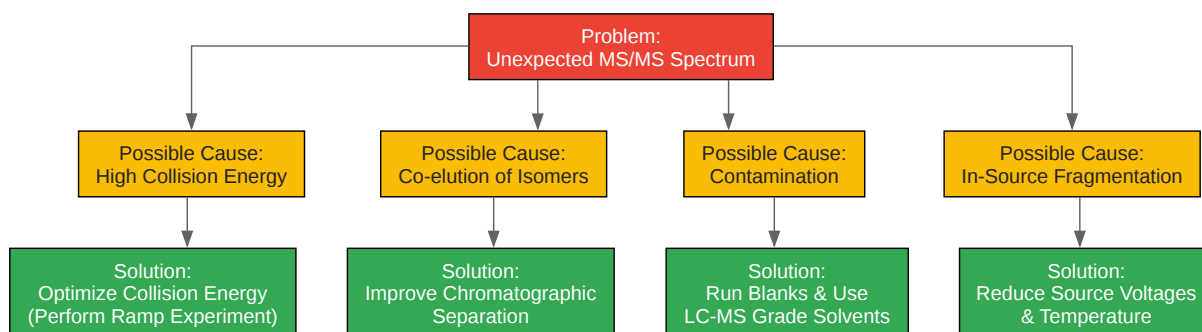 Problem:
Unexpected MS/MS Spectrum
Possible Cause:
High Collision Energy
Possible Cause:
Co-elution of Isomers
Possible Cause:
Contamination
Possible Cause:
In-Source Fragmentation
Solution:
Optimize Collision Energy
(Perform Ramp Experiment)
Solution:
Improve Chromatographic
Separation
Solution:
Run Blanks & Use
LC-MS Grade Solvents
Solution:
Reduce Source Voltages
& Temperature